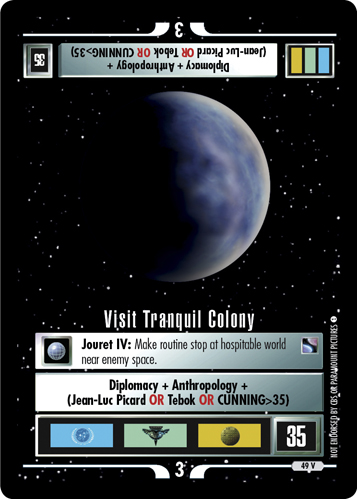 3
Diplomacy + Anthropology +
(Jean-Luc Picard OR Tebok OR CUNNING>35)
35
Visit Tranquil Colony
Jouret IV: Make routine stop at hospitable world
near enemy space.
Diplomacy + Anthropology +
(Jean-Luc Picard OR Tebok OR CUNNING>35)
35
49 V
3
NOT ENDORSED BY CBS OR PARAMOUNT PICTURES